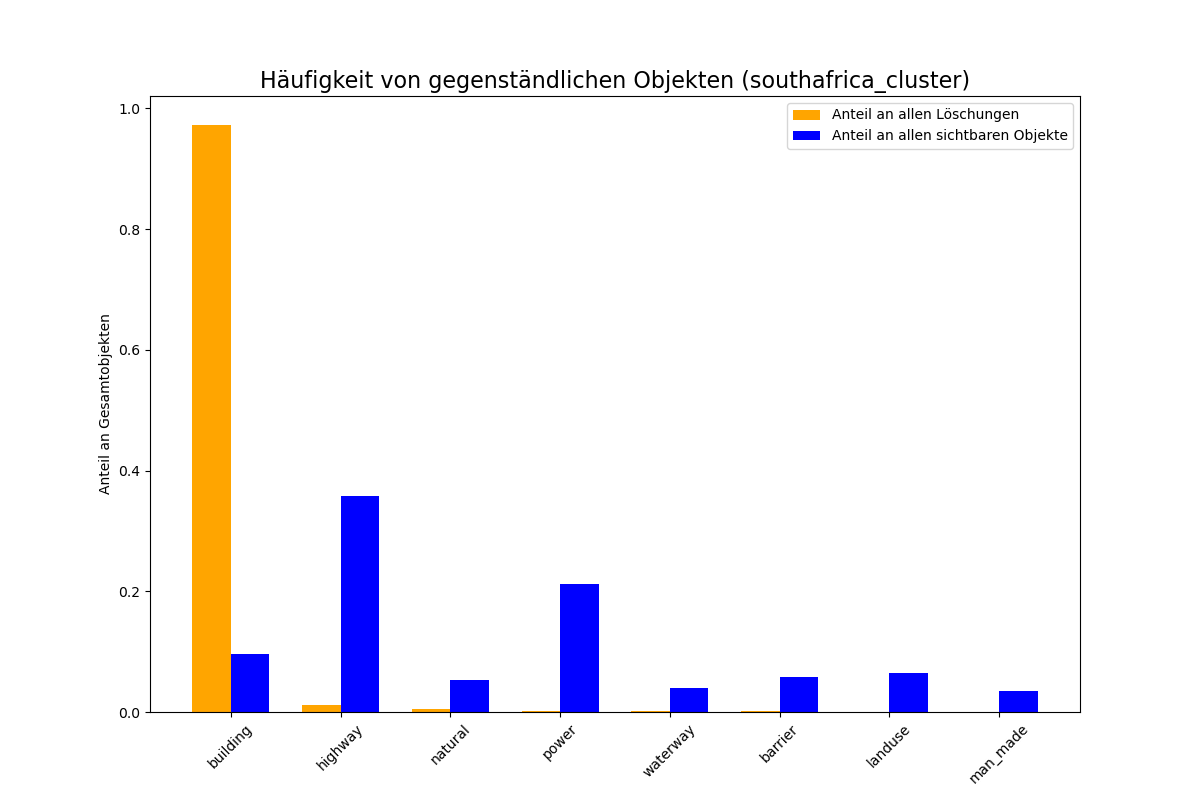 Häufigkeit von gegenständlichen Objekten (southafrica_cluster)
Anteil an allen Löschungen
Anteil an allen sichtbaren Objekte
Anteil an Gesamtobjekten
1.0
0.8
0.6
0.4
0.2
0.0
building
highway
natural
power
waterway
barrier
landuse
man_made